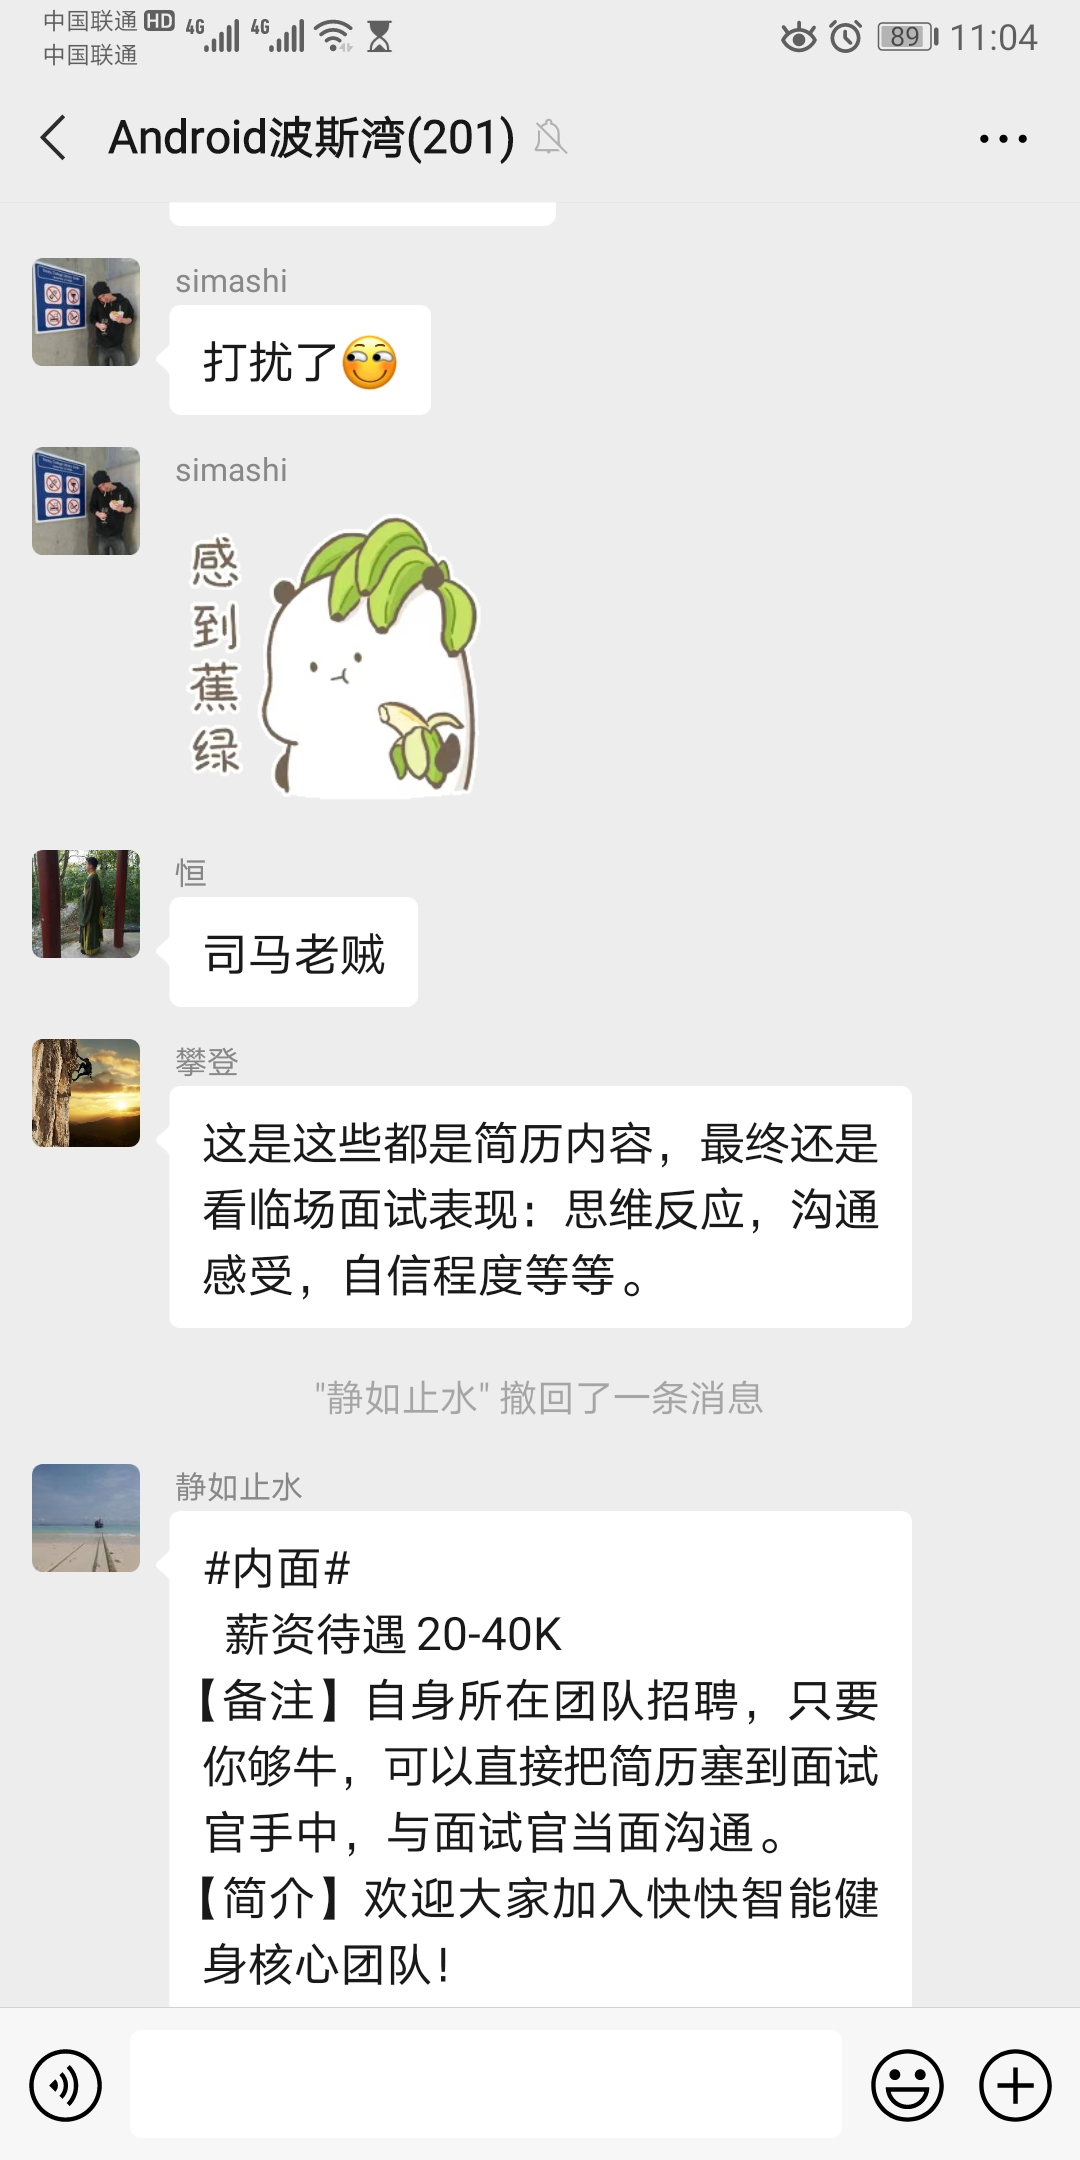 中国联通 HD 4G 4G 89 11:04
中国联通
Android波斯湾(201)
simashi
打扰了
simashi
感到蕉绿
恒
司马老贼
攀登
这是这些都是简历内容，最终还是
看临场面试表现：思维反应，沟通
感受，自信程度等等。
"静如止水" 撤回了一条消息
静如止水
#内面#
薪资待遇 20-40K
【备注】自身所在团队招聘，只要
你够牛，可以直接把简历塞到面试
官手中，与面试官当面沟通。
【简介】欢迎大家加入快快智能健
身核心团队！